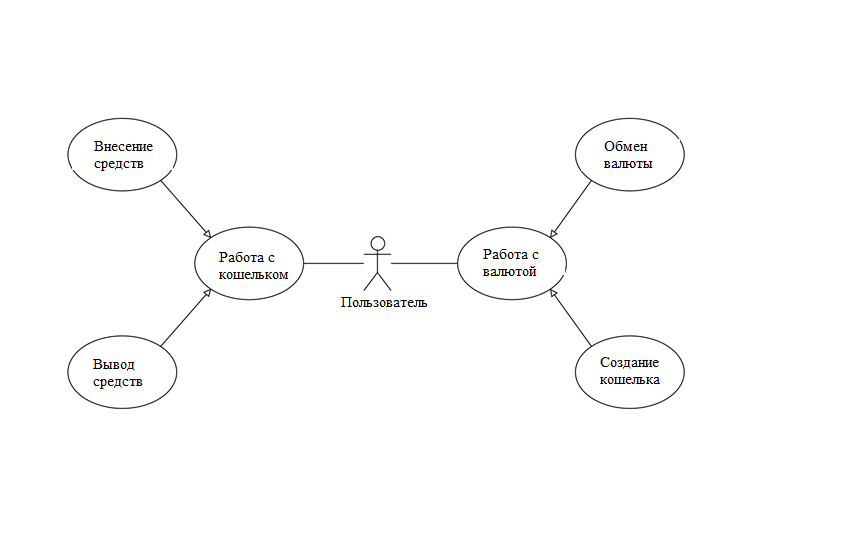 Внесение
средств
Обмен
валюты
Работа с
кошельком
Работа с
валютой
Пользователь
Вывод
средств
Создание
кошелька